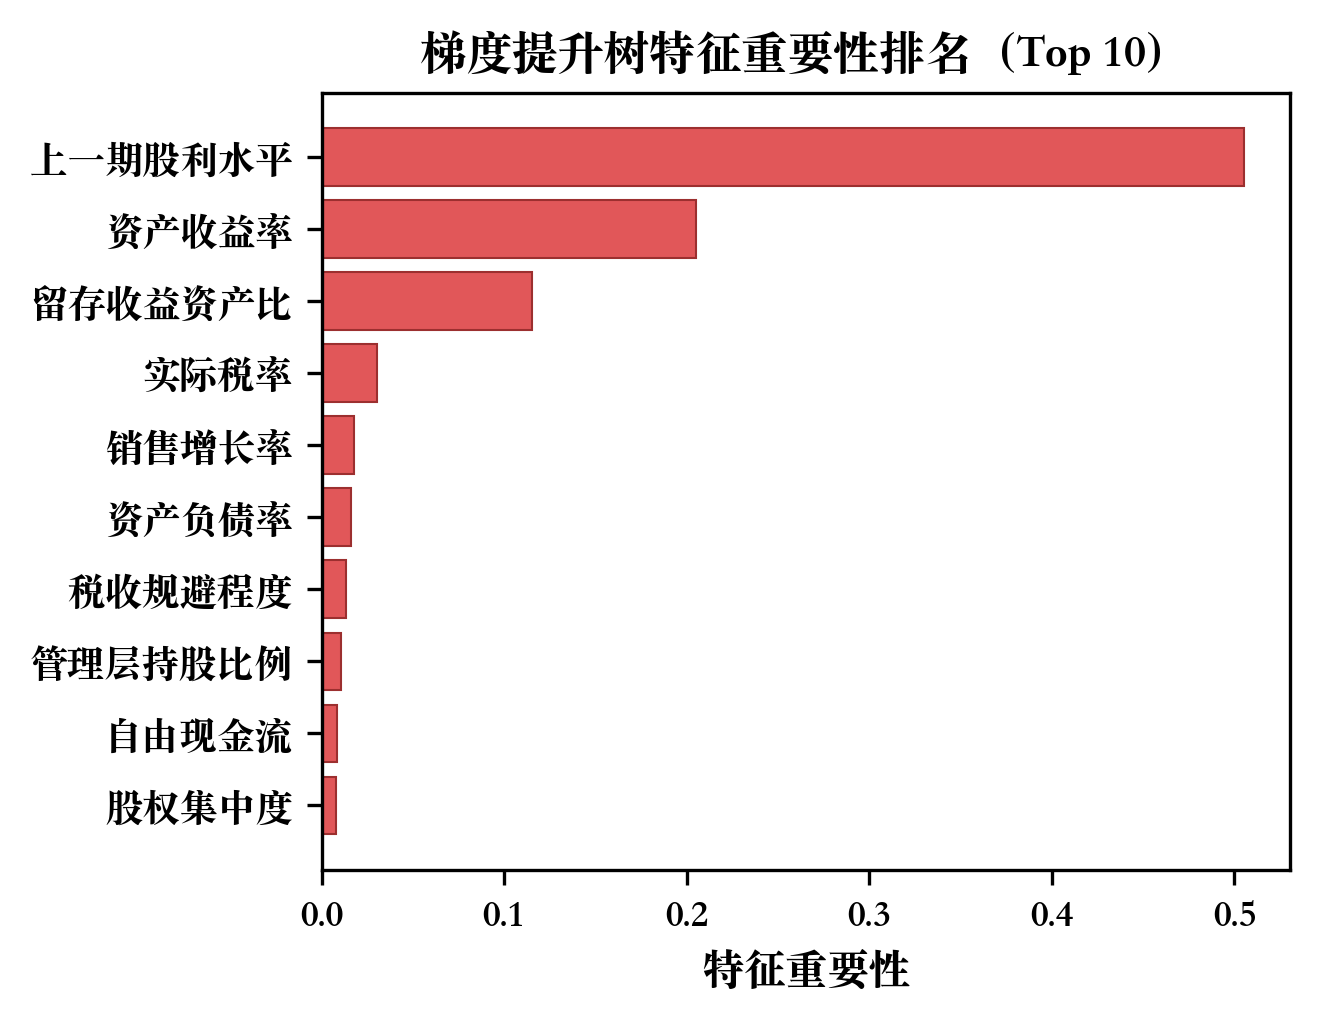 梯度提升树特征重要性排名（Top 10）
上一期股利水平
资产收益率
留存收益资产比
实际税率
销售增长率
资产负债率
税收规避程度
管理层持股比例
自由现金流
股权集中度
0.0 0.1 0.2 0.3 0.4 0.5
特征重要性